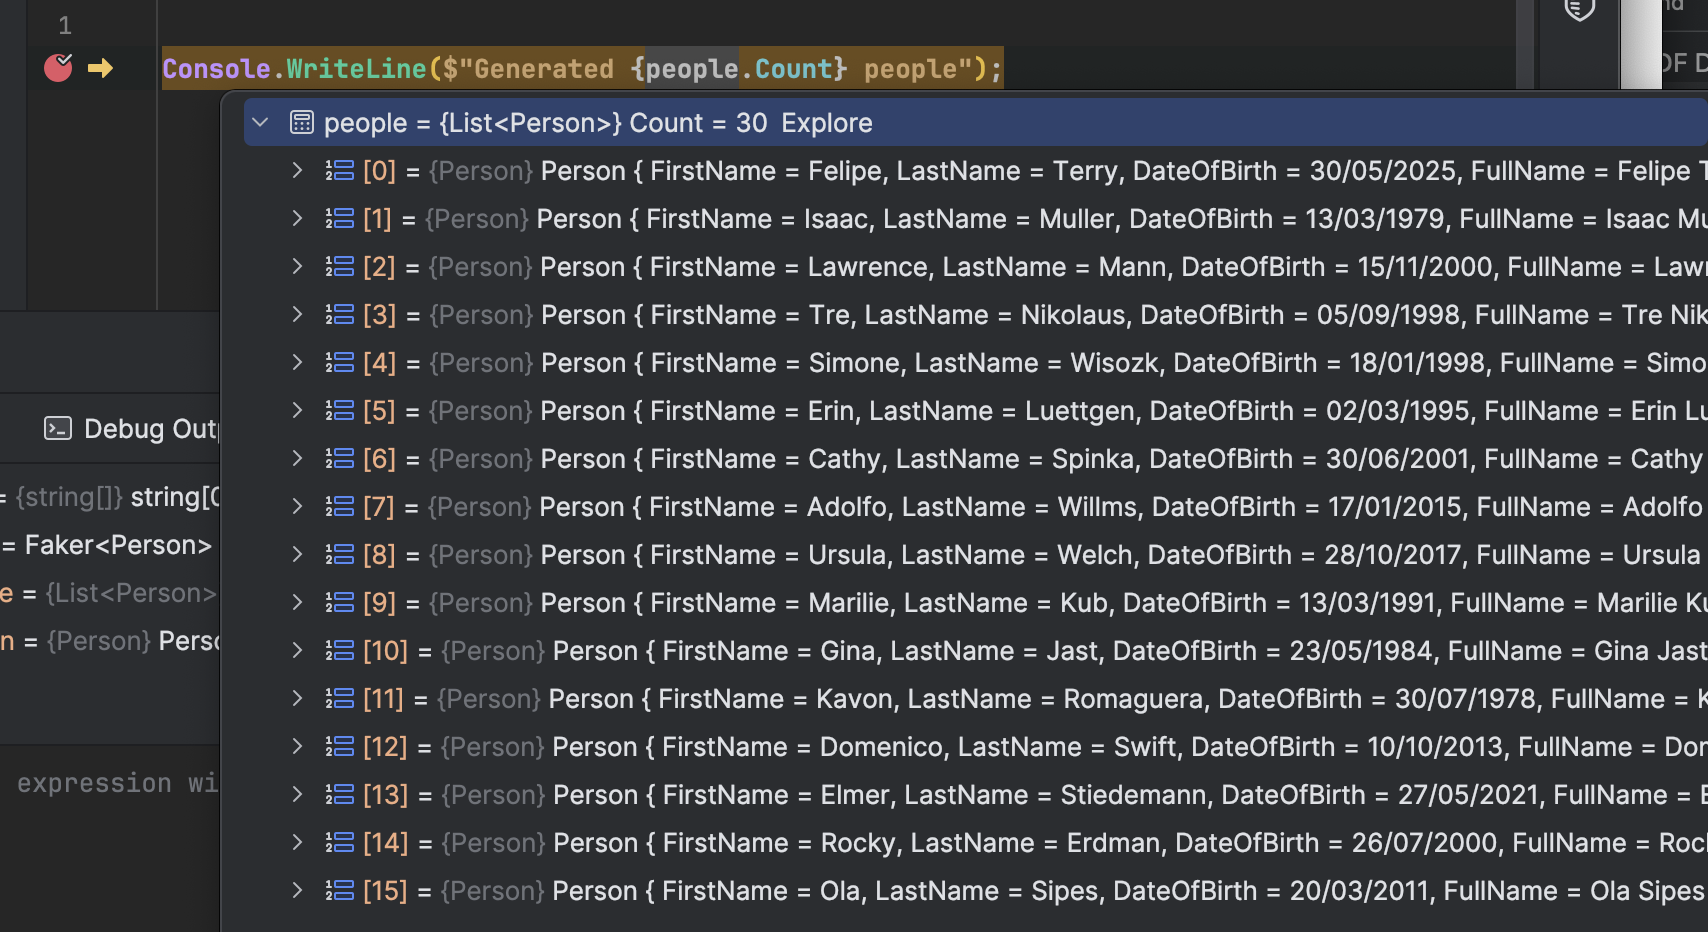 nd
1
Console.WriteLine($"Generated {people.Count} people");
DF D
people = {List<Person>} Count = 30 Explore
[0] = {Person} Person { FirstName = Felipe, LastName = Terry, DateOfBirth = 30/05/2025, FullName = Felipe T
[1] = {Person} Person { FirstName = Isaac, LastName = Muller, DateOfBirth = 13/03/1979, FullName = Isaac Mu
[2] = {Person} Person { FirstName = Lawrence, LastName = Mann, DateOfBirth = 15/11/2000, FullName = Lawr
[3] = {Person} Person { FirstName = Tre, LastName = Nikolaus, DateOfBirth = 05/09/1998, FullName = Tre Nik
[4] = {Person} Person { FirstName = Simone, LastName = Wisozk, DateOfBirth = 18/01/1998, FullName = Simo
[5] = {Person} Person { FirstName = Erin, LastName = Luettgen, DateOfBirth = 02/03/1995, FullName = Erin Lu
Debug Outp
[6] = {Person} Person { FirstName = Cathy, LastName = Spinka, DateOfBirth = 30/06/2001, FullName = Cathy
= {string[]} string[0
[7] = {Person} Person { FirstName = Adolfo, LastName = Willms, DateOfBirth = 17/01/2015, FullName = Adolfo
= Faker<Person>
[8] = {Person} Person { FirstName = Ursula, LastName = Welch, DateOfBirth = 28/10/2017, FullName = Ursula
e = {List<Person>
[9] = {Person} Person { FirstName = Marilie, LastName = Kub, DateOfBirth = 13/03/1991, FullName = Marilie Ku
n = {Person} Perso
[10] = {Person} Person { FirstName = Gina, LastName = Jast, DateOfBirth = 23/05/1984, FullName = Gina Jast
[11] = {Person} Person { FirstName = Kavon, LastName = Romaguera, DateOfBirth = 30/07/1978, FullName = K
[12] = {Person} Person { FirstName = Domenico, LastName = Swift, DateOfBirth = 10/10/2013, FullName = Dom
expression wi
[13] = {Person} Person { FirstName = Elmer, LastName = Stiedemann, DateOfBirth = 27/05/2021, FullName = E
[14] = {Person} Person { FirstName = Rocky, LastName = Erdman, DateOfBirth = 26/07/2000, FullName = Roc
[15] = {Person} Person { FirstName = Ola, LastName = Sipes, DateOfBirth = 20/03/2011, FullName = Ola Sipes